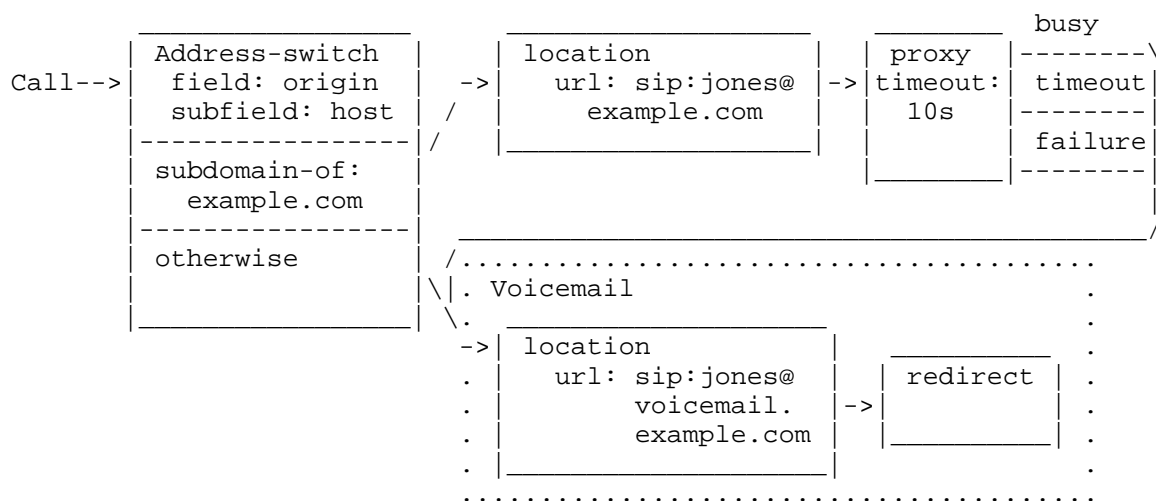 busy
Address-switch location proxy
Call--> field: origin -> url: sip:jones@ -> timeout: timeout
subfield: host example.com 10s
failure
subdomain-of:
example.com
otherwise
Voicemail
-> location
url: sip:jones@ redirect
voicemail. ->
example.com